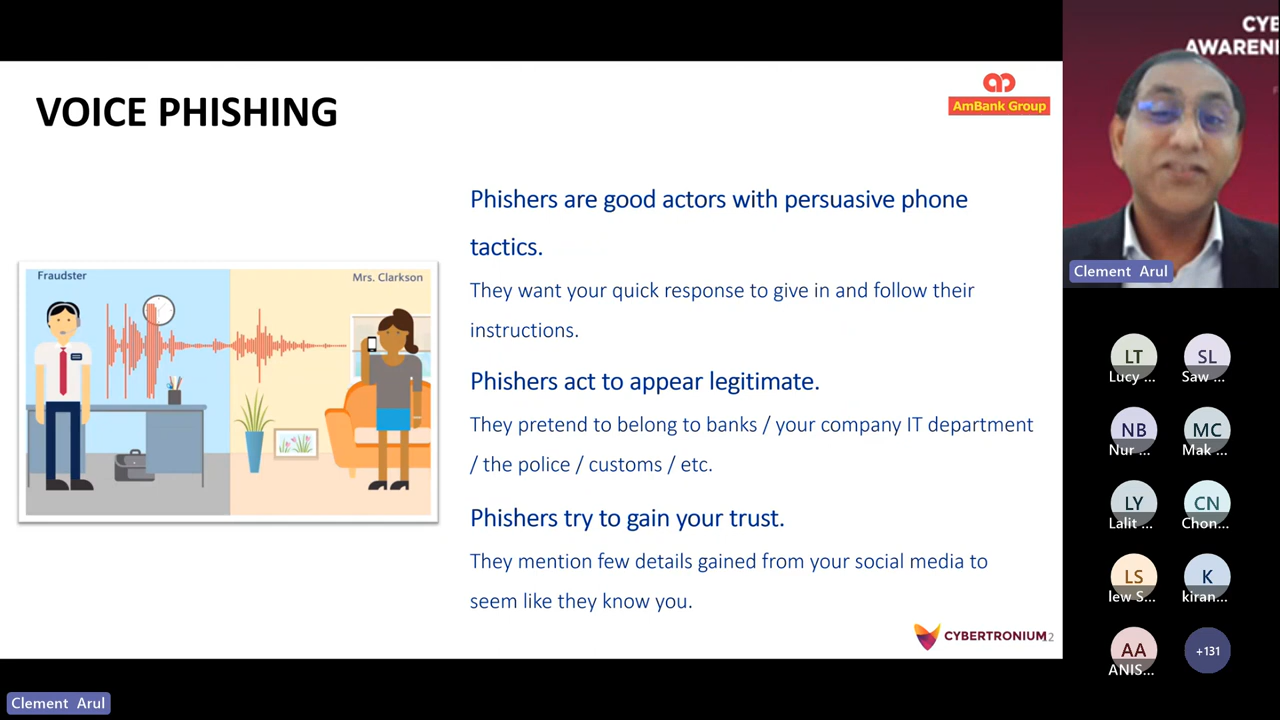 VOICE PHISHING
AmBank Group
Phishers are good actors with persuasive phone
tactics.
They want your quick response to give in and follow their
instructions.
Phishers act to appear legitimate.
They pretend to belong to banks / your company IT department
/ the police / customs / etc.
Phishers try to gain your trust.
They mention few details gained from your social media to
seem like they know you.
Fraudster
Mrs. Clarkson
CYBERTRONIUM
Clement Arul
CYBE
AWARENI
Clement Arul
LT
Lucy ...
SL
Saw ...
NB
Nur ...
MC
Mak ...
LY
Lalit ...
CN
Chon...
LS
lew S...
K
kiran...
AA
ANIS...
+131